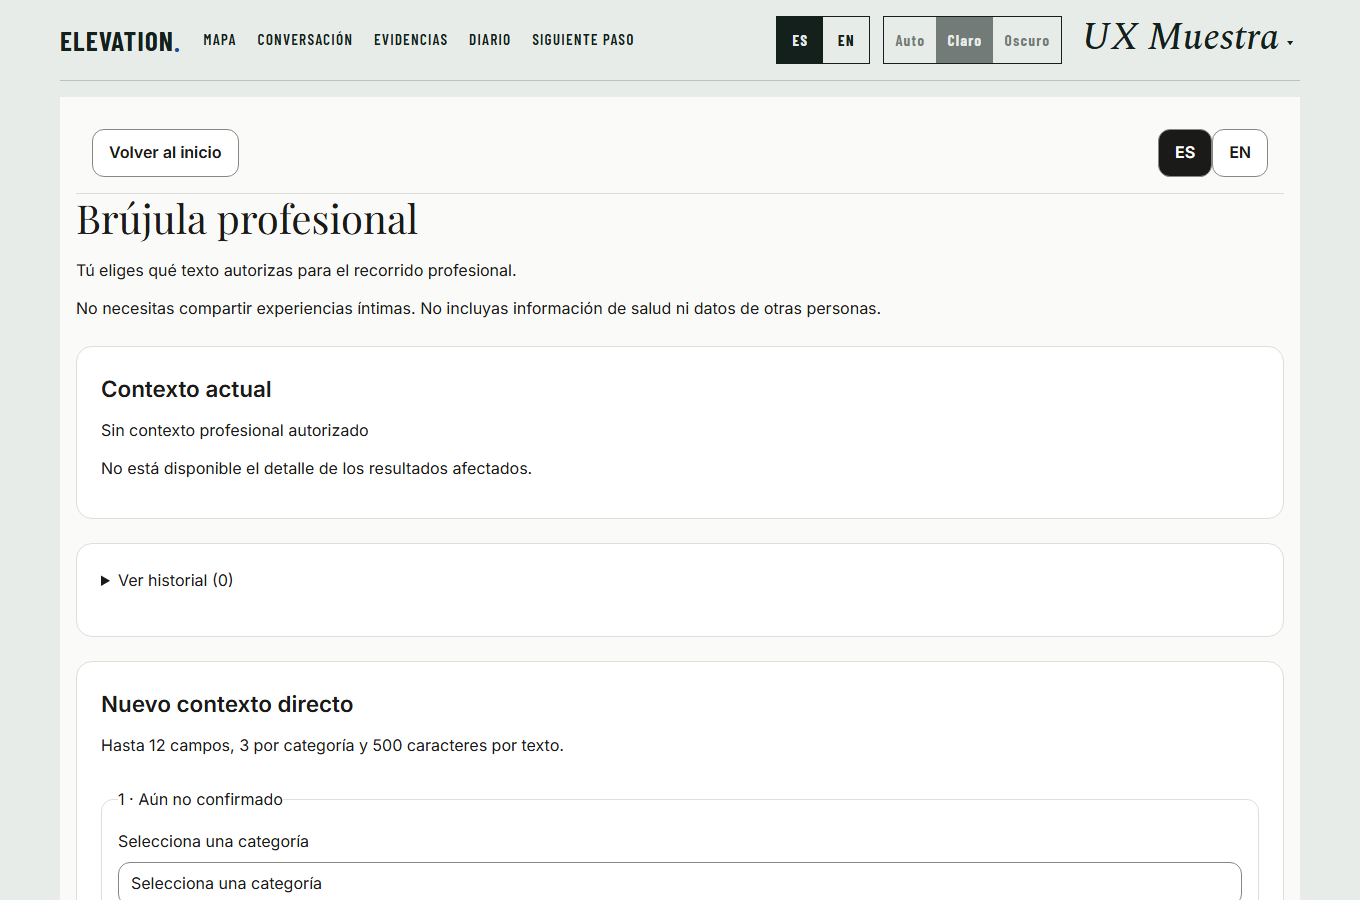 ELEVATION. MAPA CONVERSACIÓN EVIDENCIAS DIARIO SIGUIENTE PASO ES EN Auto Claro Oscuro UX Muestra
Volver al inicio ES EN
Brújula profesional
Tú eliges qué texto autorizas para el recorrido profesional.
No necesitas compartir experiencias íntimas. No incluyas información de salud ni datos de otras personas.
Contexto actual
Sin contexto profesional autorizado
No está disponible el detalle de los resultados afectados.
Ver historial (0)
Nuevo contexto directo
Hasta 12 campos, 3 por categoría y 500 caracteres por texto.
1 · Aún no confirmado
Selecciona una categoría
Selecciona una categoría